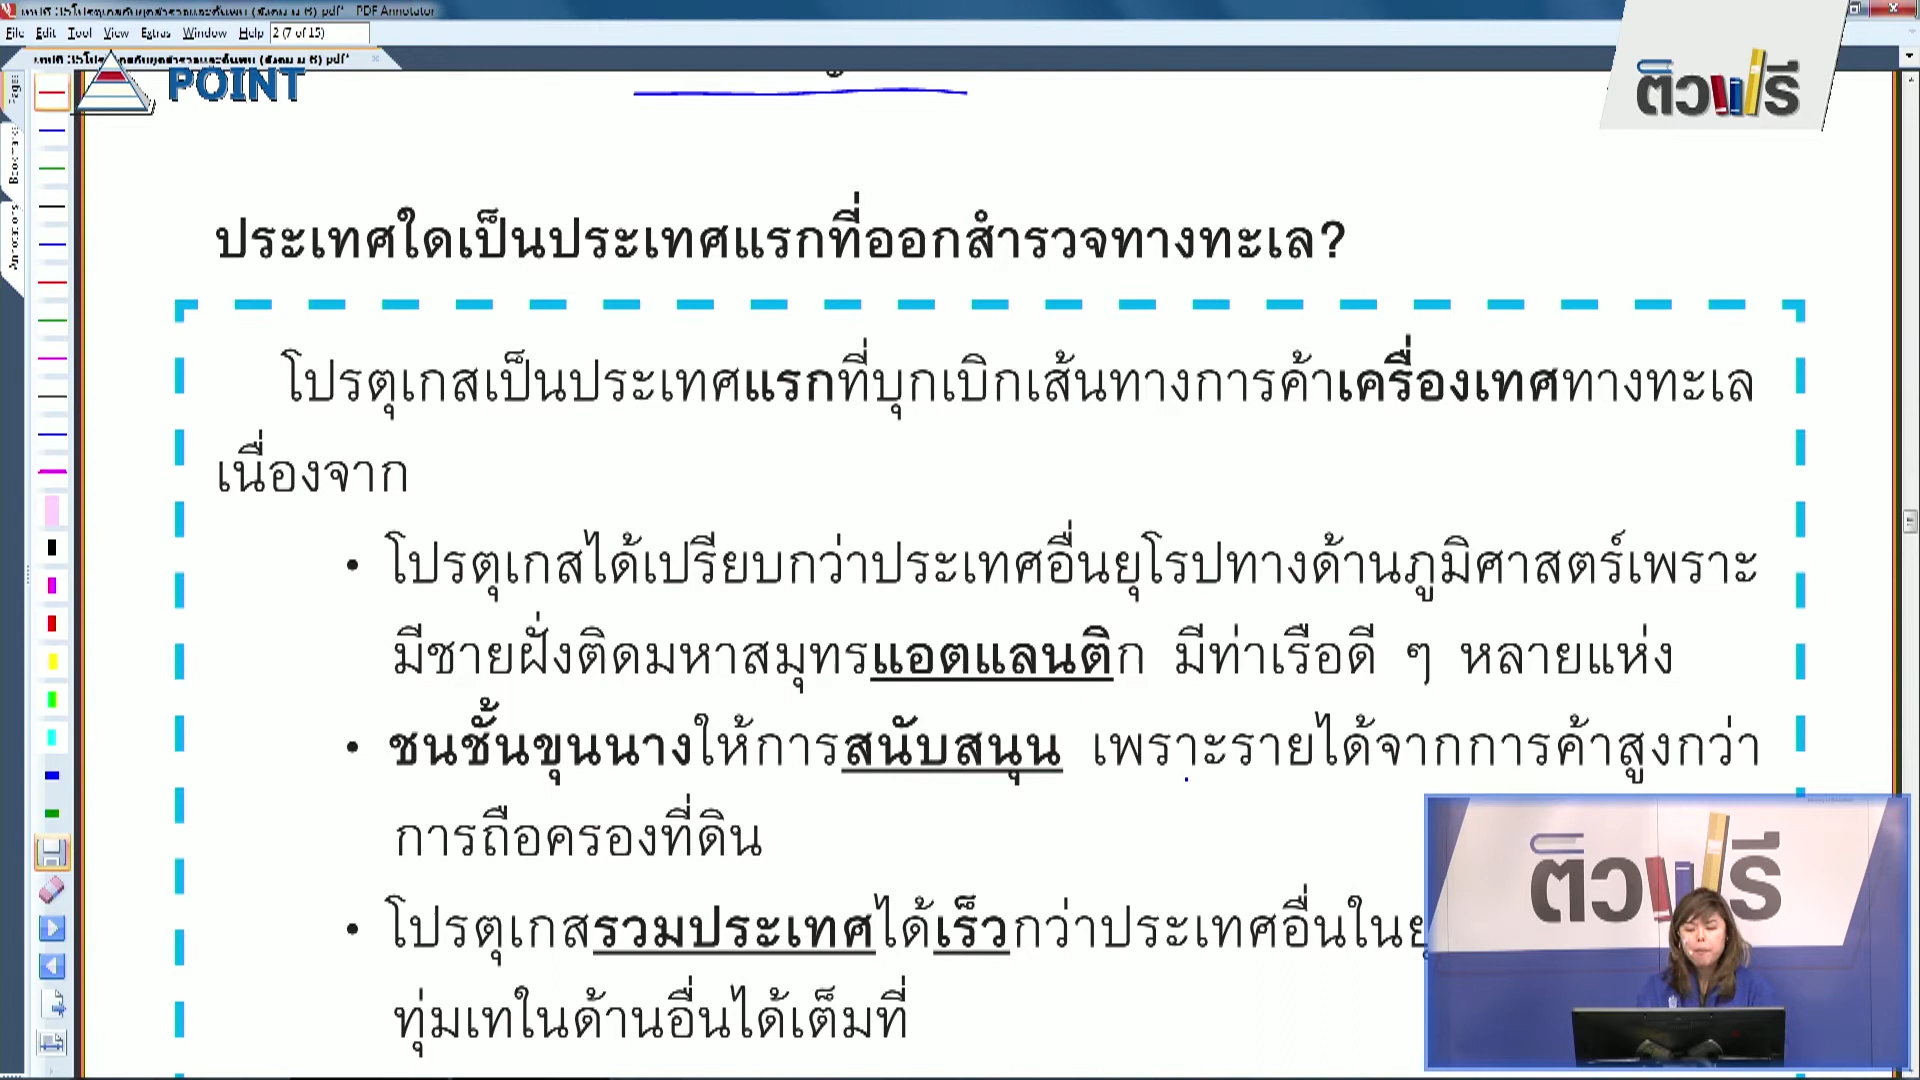 PDF Annotator
File Edit Tool View Extras Window Help 2 (7 of 15)
POINT
ติวฟรี
ประเทศใดเป็นประเทศแรกที่ออกสำรวจทางทะเล?
โปรตุเกสเป็นประเทศแรกที่บุกเบิกเส้นทางการค้าเครื่องเทศทางทะเล
เนื่องจาก
• โปรตุเกสได้เปรียบกว่าประเทศอื่นยุโรปทางด้านภูมิศาสตร์เพราะ
มีชายฝั่งติดมหาสมุทรแอตแลนติก มีท่าเรือดี ๆ หลายแห่ง
• ชนชั้นขุนนางให้การสนับสนุน เพราะรายได้จากการค้าสูงกว่า
การถือครองที่ดิน
• โปรตุเกสรวมประเทศได้เร็วกว่าประเทศอื่นใน
ทุ่มเทในด้านอื่นได้เต็มที่
ติวฟรี